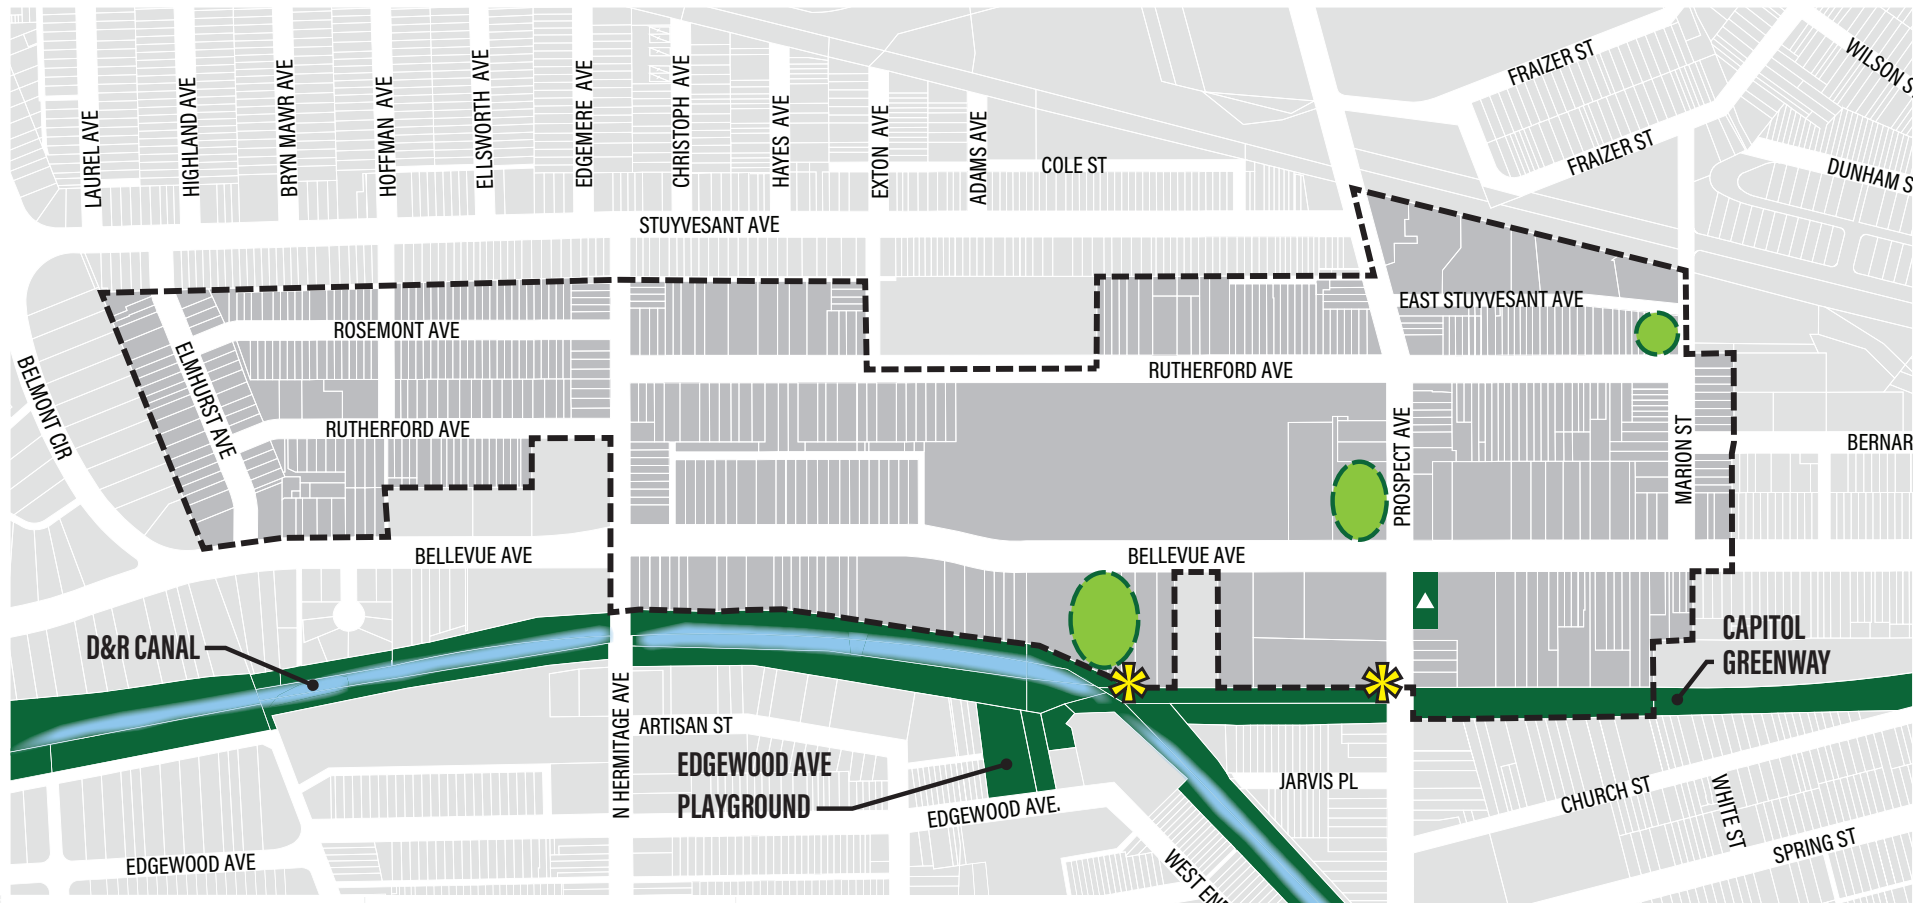 FRAIZER ST
WILSON S
LAUREL AVE
HIGHLAND AVE
BRYN MAWR AVE
HOFFMAN AVE
ELLSWORTH AVE
EDGEMERE AVE
CHRISTOPH AVE
HAYES AVE
EXTON AVE
ADAMS AVE
COLE ST
FRAIZER ST
DUNHAM S
STUYVESANT AVE
EAST STUYVESANT AVE
ROSEMONT AVE
ELMHURST AVE
BELMONT CIR
RUTHERFORD AVE
RUTHERFORD AVE
PROSPECT AVE
MARION ST
BERNAR
BELLEVUE AVE
BELLEVUE AVE
D&R CANAL
CAPITOL
GREENWAY
N HERMITAGE AVE
ARTISAN ST
EDGEWOOD AVE
PLAYGROUND
EDGEWOOD AVE.
JARVIS PL
CHURCH ST
WHITE ST
SPRING ST
EDGEWOOD AVE
WEST EN